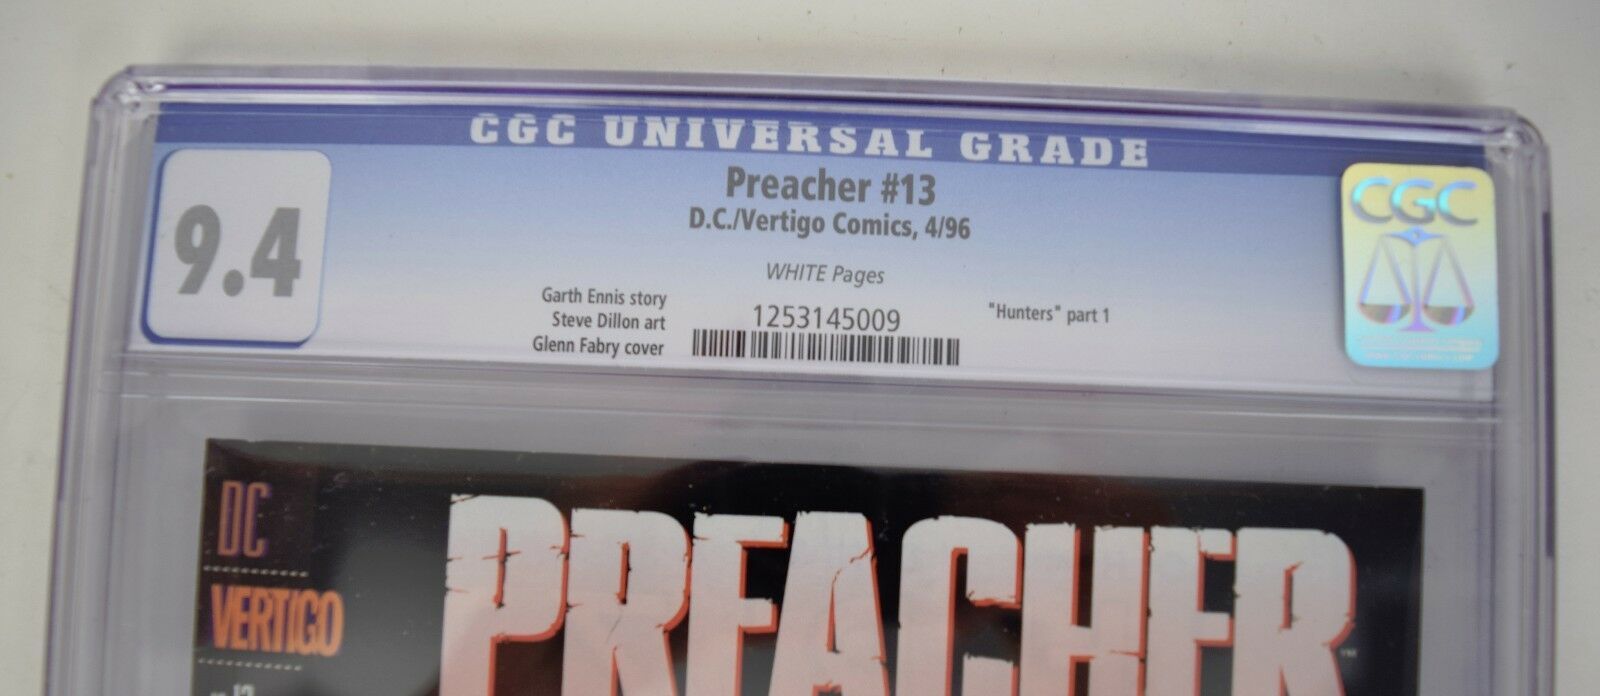 CGC UNIVERSAL GRADE
9.4
Preacher #13
D.C./Vertigo Comics, 4/96
WHITE Pages
Garth Ennis story
Steve Dillon art
Glenn Fabry cover
1253145009
"Hunters" part 1
CGC
DC
VERTIGO
PREACHER
TM